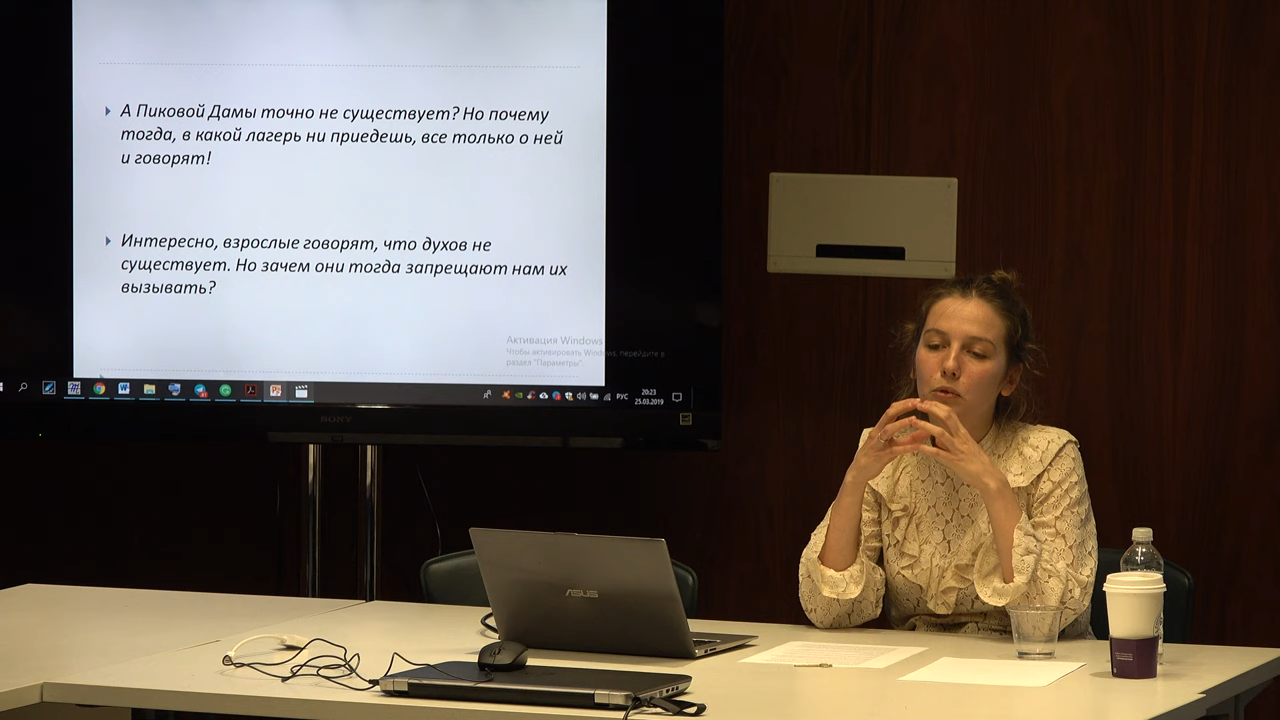 А Пиковой Дамы точно не существует? Но почему
тогда, в какой лагерь ни приедешь, все только о ней
и говорят!
Интересно, взрослые говорят, что духов не
существует. Но зачем они тогда запрещают нам их
вызывать?
Активация Windows
Чтобы активировать Windows, перейдите в
раздел "Параметры".
РУС
20:23
25.03.2019
SONY
ASUS